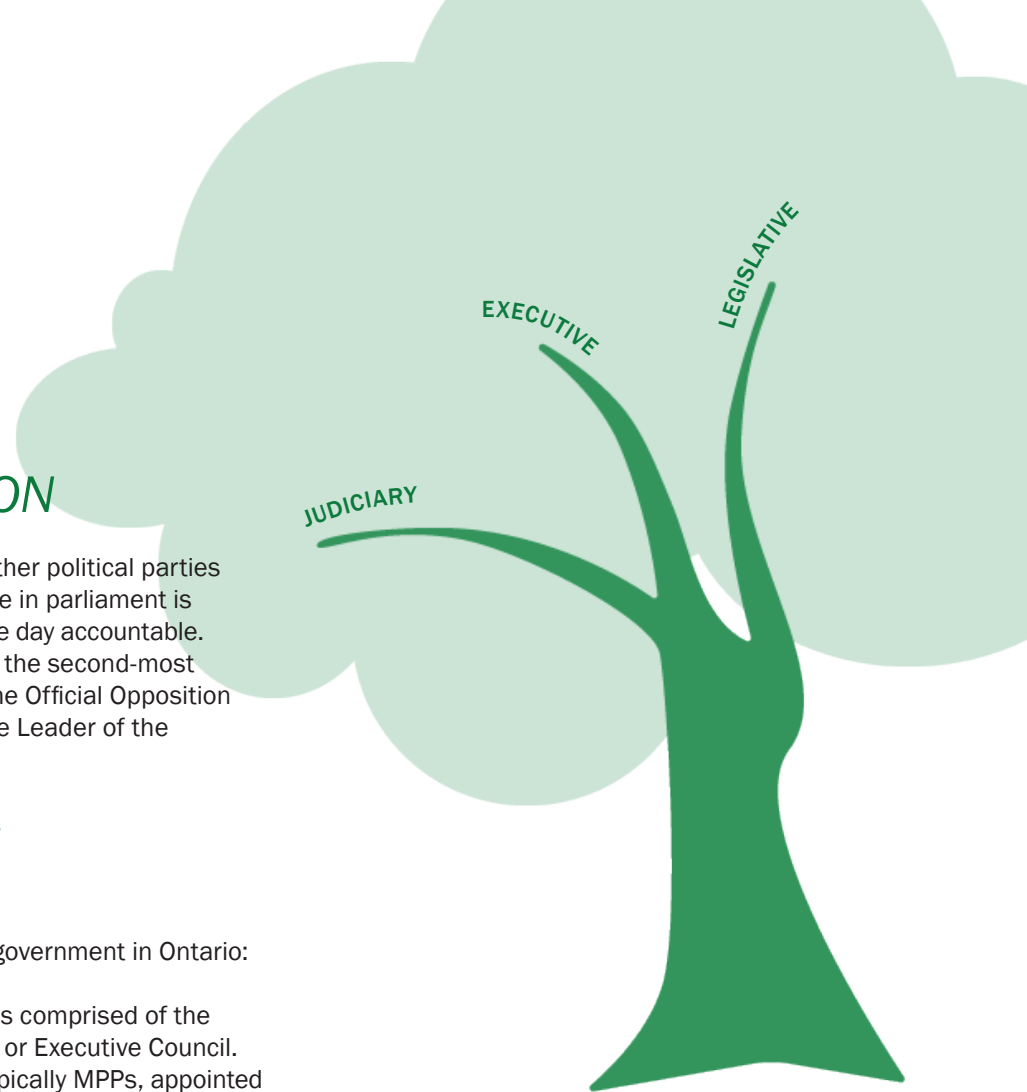 LEGISLATIVE
EXECUTIVE
JUDICIARY
ON
ther political parties
e in parliament is
e day accountable.
the second-most
ne Official Opposition
e Leader of the
government in Ontario:
s comprised of the
or Executive Council.
pically MPPs, appointed